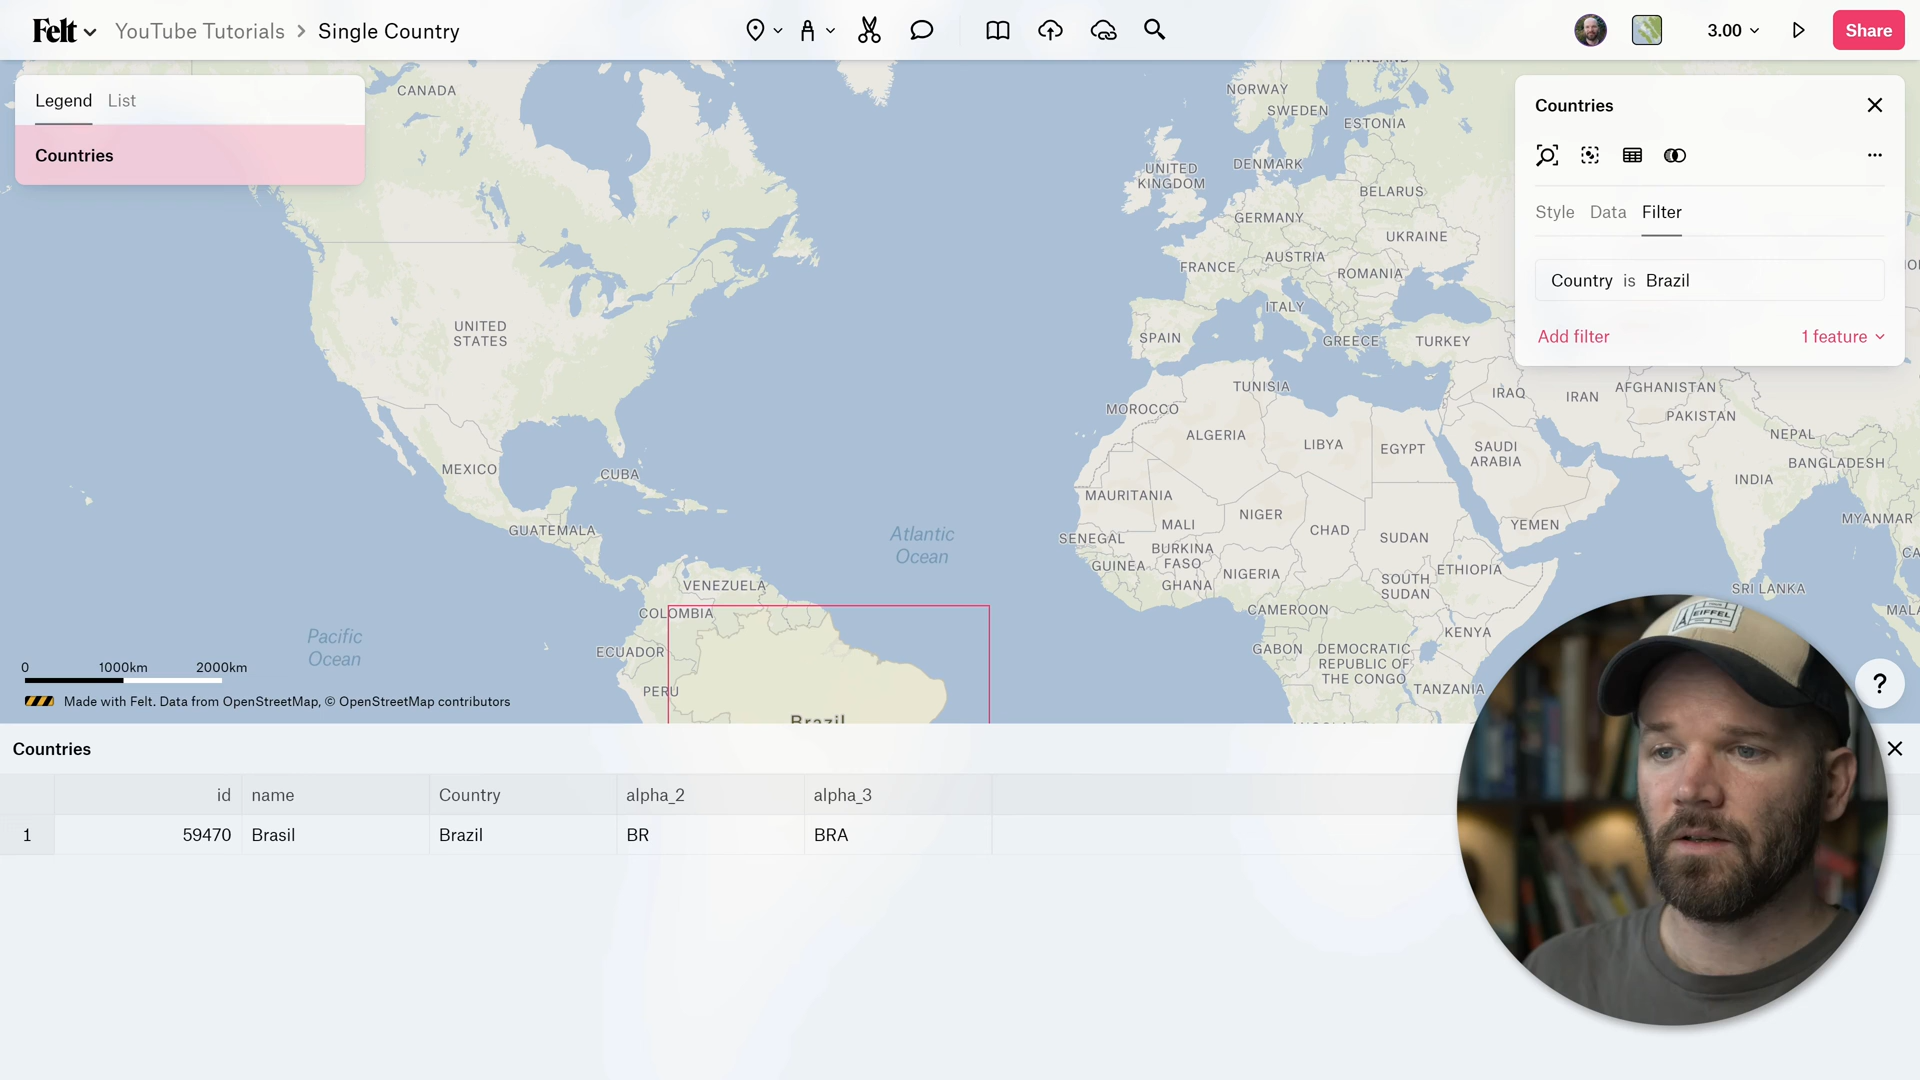 Felt YouTube Tutorials > Single Country
3.00
Share
Legend List
Countries
Countries
Style Data Filter
Country is Brazil
Add filter
1 feature
CANADA
UNITED
STATES
MEXICO
CUBA
GUATEMALA
VENEZUELA
COLOMBIA
ECUADOR
PERU
Brazil
Pacific
Ocean
Atlantic
Ocean
NORWAY
SWEDEN
FINLAND
ESTONIA
DENMARK
UNITED
KINGDOM
BELARUS
GERMANY
UKRAINE
AUSTRIA
FRANCE
ROMANIA
ITALY
SPAIN
GREECE
TURKEY
TUNISIA
MOROCCO
ALGERIA
LIBYA
EGYPT
IRAQ
IRAN
AFGHANISTAN
PAKISTAN
SAUDI
ARABIA
NEPAL
BANGLADESH
INDIA
MYANMAR
YEMEN
SRI LANKA
MAURITANIA
MALI
NIGER
CHAD
SUDAN
SENEGAL
BURKINA
FASO
GUINEA
GHANA
NIGERIA
ETHIOPIA
SOUTH
SUDAN
CAMEROON
KENYA
GABON
DEMOCRATIC
REPUBLIC OF
THE CONGO
TANZANIA
0 1000km 2000km
Made with Felt. Data from OpenStreetMap, © OpenStreetMap contributors
?
EIFFEL
Countries
id name Country alpha_2 alpha_3
1 59470 Brasil Brazil BR BRA